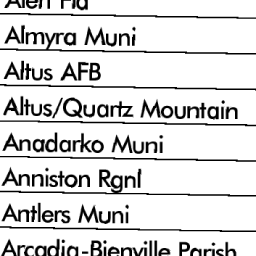 Almyra Muni
Altus AFB
Altus/Quartz Mountain
Anadarko Muni
Anniston Rgnl
Antlers Muni
Arcadia-Bienville Parish